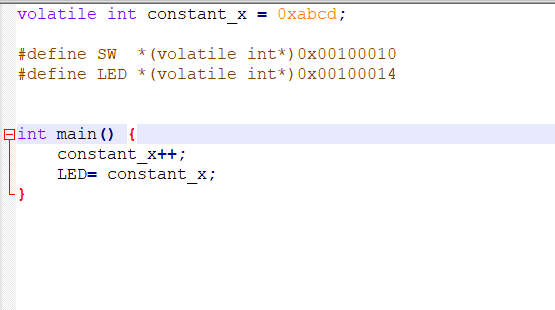 volatile int constant_x = 0xabcd;
#define SW  *(volatile int*)0x00100010
#define LED *(volatile int*)0x00100014
int main() {
    constant_x++;
    LED= constant_x;
}